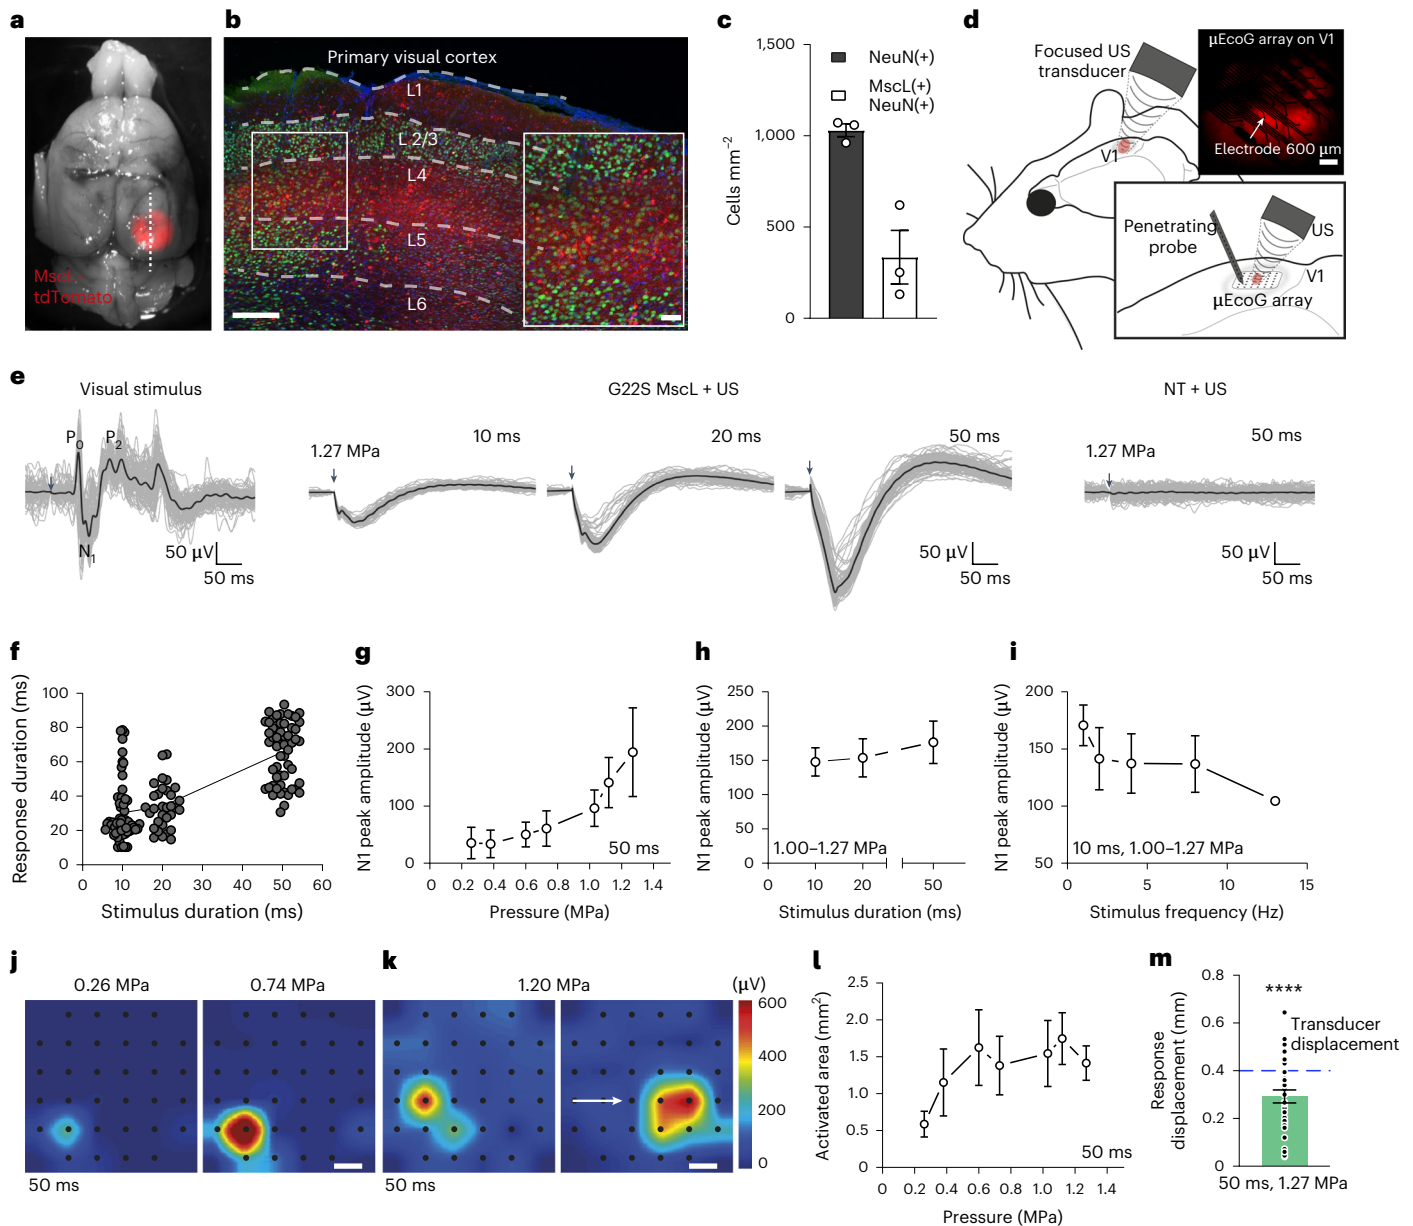 a
MscL–
tdTomato
b
Primary visual cortex
L1
L 2/3
L4
L5
L6
c
1,500
1,000
500
0
Cells mm–2
NeuN(+)
MscL(+)
NeuN(+)
d
Focused US
transducer
V1
µEcoG array on V1
Electrode 600 µm
Penetrating
probe
US
V1
µEcoG array
e
Visual stimulus
P0
P2
N1
50 µV
50 ms
G22S MscL + US
1.27 MPa
10 ms
20 ms
50 ms
50 µV
50 ms
NT + US
1.27 MPa
50 ms
50 µV
50 ms
f
Response duration (ms)
100
80
60
40
20
0
0 10 20 30 40 50 60
Stimulus duration (ms)
g
N1 peak amplitude (µV)
300
200
100
0
50 ms
0 0.2 0.4 0.6 0.8 1.0 1.2 1.4
Pressure (MPa)
h
N1 peak amplitude (µV)
250
200
150
100
50
0
1.00–1.27 MPa
0 10 20 50
Stimulus duration (ms)
i
N1 peak amplitude (µV)
200
150
100
50
10 ms, 1.00–1.27 MPa
0 5 10 15
Stimulus frequency (Hz)
j
0.26 MPa
0.74 MPa
50 ms
k
1.20 MPa
50 ms
(µV)
600
400
200
0
l
Activated area (mm2)
2.5
2.0
1.5
1.0
0.5
0
50 ms
0 0.2 0.4 0.6 0.8 1.0 1.2 1.4
Pressure (MPa)
m
Response
displacement (mm)
0.8
0.6
0.4
0.2
0
****
Transducer
displacement
50 ms, 1.27 MPa